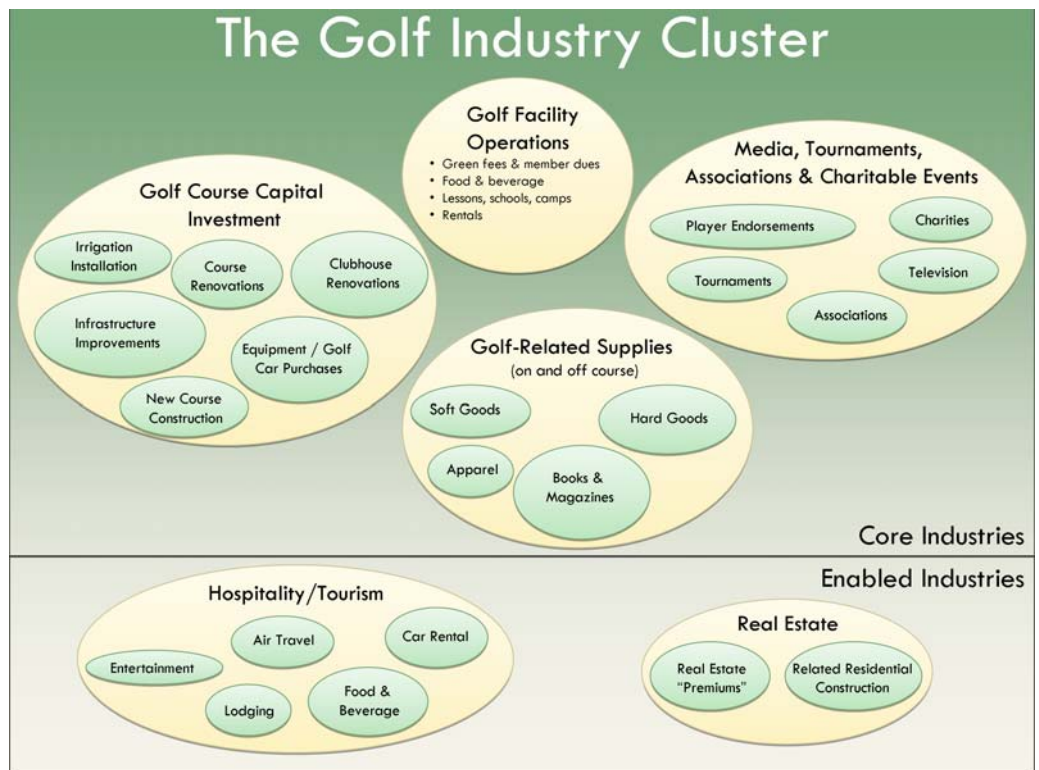 The Golf Industry Cluster
Golf Facility
Operations
• Green fees & member dues
• Food & beverage
• Lessons, schools, camps
• Rentals
Golf Course Capital
Investment
Irrigation
Installation
Course
Renovations
Clubhouse
Renovations
Infrastructure
Improvements
Equipment / Golf
Car Purchases
New Course
Construction
Media, Tournaments,
Associations & Charitable Events
Player Endorsements
Charities
Tournaments
Television
Associations
Golf-Related Supplies
(on and off course)
Soft Goods
Hard Goods
Apparel
Books &
Magazines
Core Industries
Enabled Industries
Hospitality/Tourism
Air Travel
Car Rental
Entertainment
Lodging
Food &
Beverage
Real Estate
Real Estate
“Premiums”
Related Residential
Construction